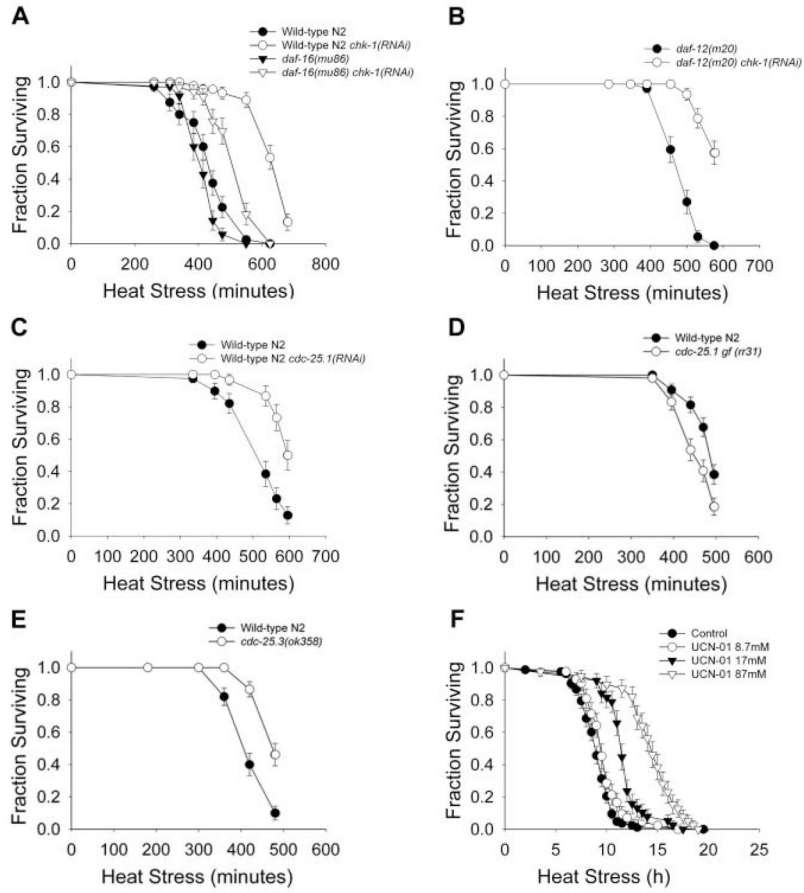 A
Wild-type N2
Wild-type N2 chk-1(RNAi)
daf-16(mu86)
daf-16(mu86) chk-1(RNAi)
Fraction Surviving
1.0
0.8
0.6
0.4
0.2
0.0
0 200 400 600 800
Heat Stress (minutes)
B
daf-12(m20)
daf-12(m20) chk-1(RNAi)
Fraction Surviving
1.0
0.8
0.6
0.4
0.2
0.0
0 100 200 300 400 500 600 700
Heat Stress (minutes)
C
Wild-type N2
Wild-type N2 cdc-25.1(RNAi)
Fraction Surviving
1.0
0.8
0.6
0.4
0.2
0.0
0 100 200 300 400 500 600 700
Heat Stress (minutes)
D
Wild-type N2
cdc-25.1 gf (rr31)
Fraction Surviving
1.0
0.8
0.6
0.4
0.2
0.0
0 100 200 300 400 500 600
Heat Stress (minutes)
E
Wild-type N2
cdc-25.3(ok358)
Fraction Surviving
1.0
0.8
0.6
0.4
0.2
0.0
0 100 200 300 400 500 600
Heat Stress (minutes)
F
Control
UCN-01 8.7mM
UCN-01 17mM
UCN-01 87mM
Fraction Surviving
1.0
0.8
0.6
0.4
0.2
0.0
0 5 10 15 20 25
Heat Stress (h)